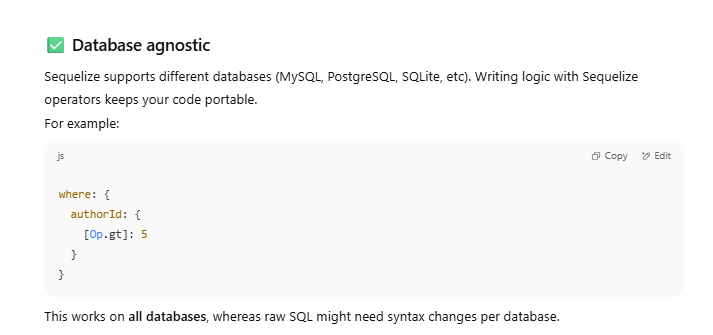 ✅ Database agnostic
Sequelize supports different databases (MySQL, PostgreSQL, SQLite, etc). Writing logic with Sequelize
operators keeps your code portable.
For example:
js Copy Edit
where: {
  authorId: {
    [Op.gt]: 5
  }
}
This works on all databases, whereas raw SQL might need syntax changes per database.